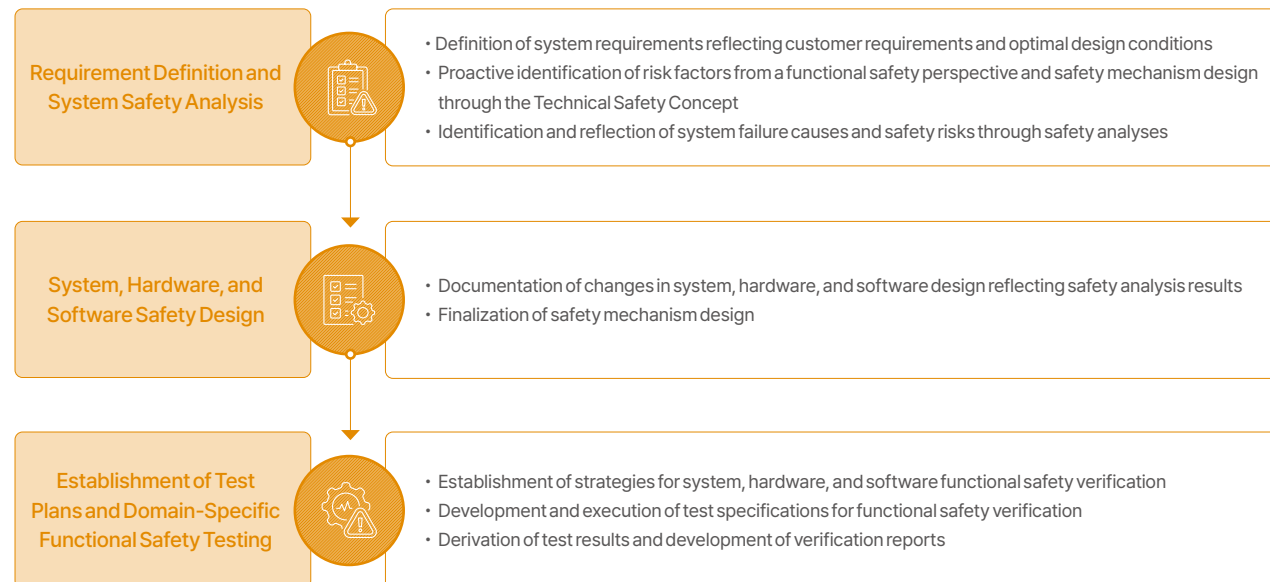 Requirement Definition and
System Safety Analysis
• Definition of system requirements reflecting customer requirements and optimal design conditions
• Proactive identification of risk factors from a functional safety perspective and safety mechanism design
through the Technical Safety Concept
• Identification and reflection of system failure causes and safety risks through safety analyses
System, Hardware, and
Software Safety Design
• Documentation of changes in system, hardware, and software design reflecting safety analysis results
• Finalization of safety mechanism design
Establishment of Test
Plans and Domain-Specific
Functional Safety Testing
• Establishment of strategies for system, hardware, and software functional safety verification
• Development and execution of test specifications for functional safety verification
• Derivation of test results and development of verification reports